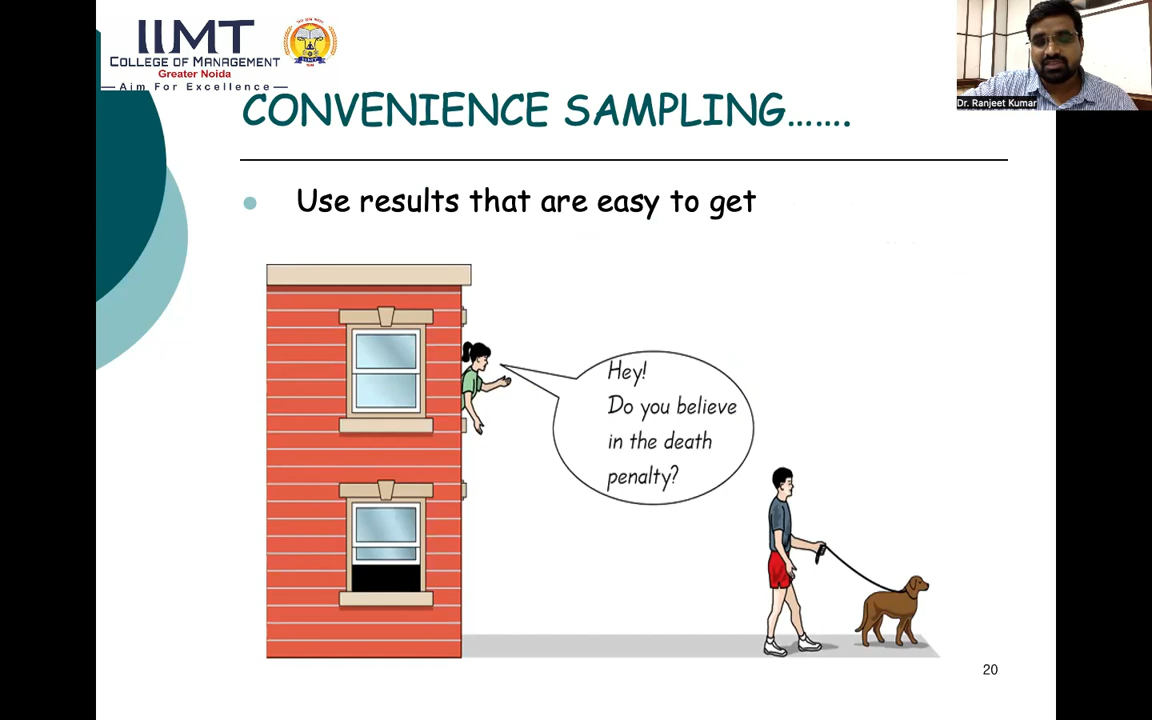 IIMT
COLLEGE OF MANAGEMENT
Greater Noida
Aim For Excellence
Dr. Ranjeet Kumar
CONVENIENCE SAMPLING…….
Use results that are easy to get
Hey!
Do you believe
in the death
penalty?
20